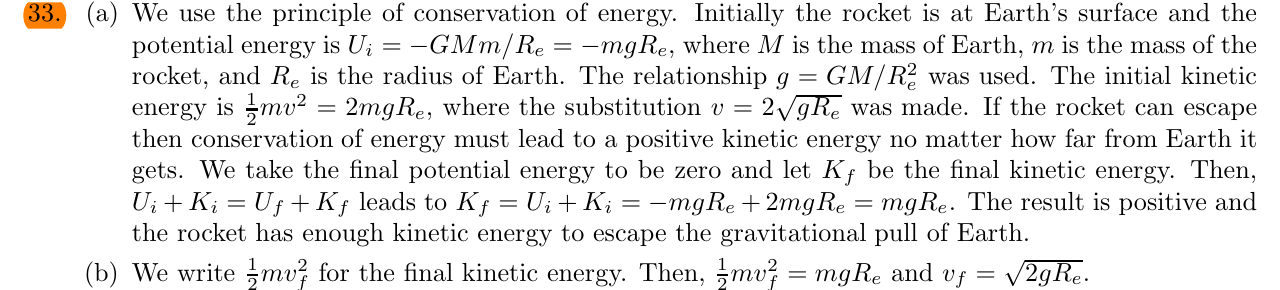 33. (a) We use the principle of conservation of energy. Initially the rocket is at Earth's surface and the
potential energy is U_i = −GMm/R_e = −mgR_e, where M is the mass of Earth, m is the mass of the
rocket, and R_e is the radius of Earth. The relationship g = GM/R_e^2 was used. The initial kinetic
energy is ½mv² = 2mgR_e, where the substitution v = 2√(gR_e) was made. If the rocket can escape
then conservation of energy must lead to a positive kinetic energy no matter how far from Earth it
gets. We take the final potential energy to be zero and let K_f be the final kinetic energy. Then,
U_i + K_i = U_f + K_f leads to K_f = U_i + K_i = −mgR_e + 2mgR_e = mgR_e. The result is positive and
the rocket has enough kinetic energy to escape the gravitational pull of Earth.
(b) We write ½mv_f^2 for the final kinetic energy. Then, ½mv_f^2 = mgR_e and v_f = √(2gR_e).